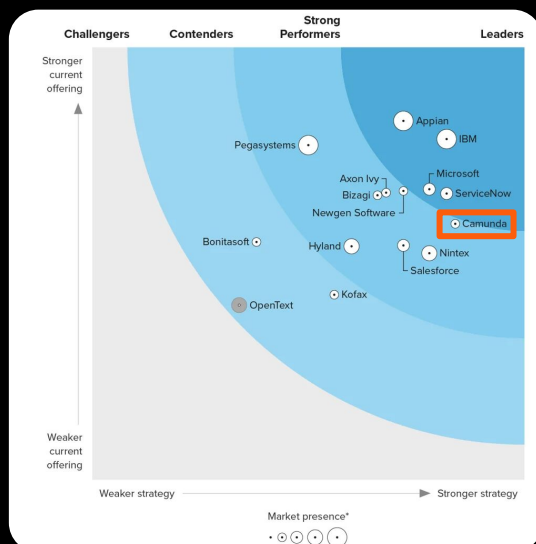 Challengers
Contenders
Strong
Performers
Leaders
Stronger
current
offering
Appian
IBM
Pegasystems
Microsoft
Axon Ivy
Bizagi
ServiceNow
Newgen Software
Camunda
Bonitasoft
Hyland
Nintex
Salesforce
Kofax
OpenText
Weaker
current
offering
Weaker strategy
Stronger strategy
Market presence*